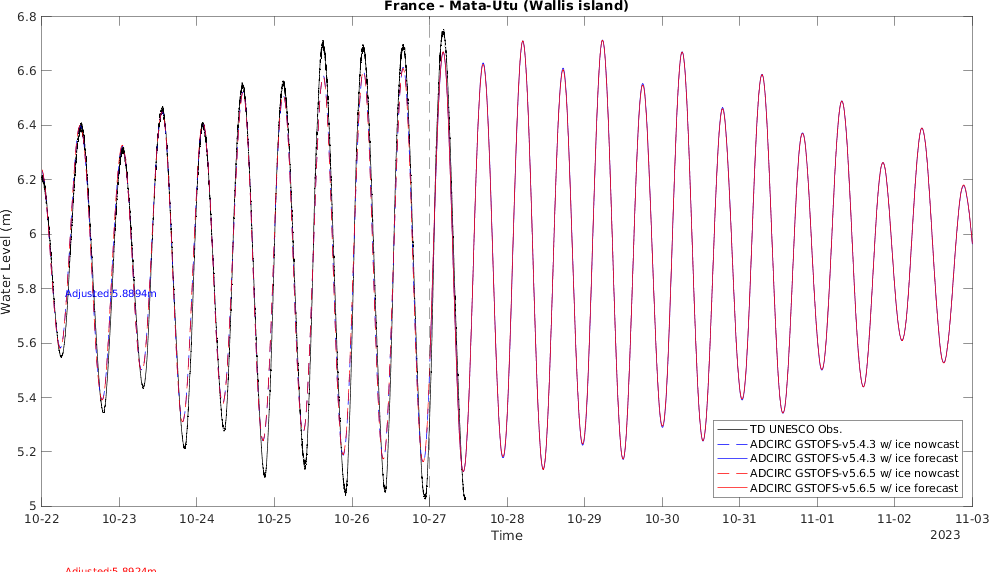 France - Mata-Utu (Wallis island)
6.8
6.6
6.4
6.2
6
5.8
5.6
5.4
5.2
5
Water Level (m)
Adjusted:5.8894m
TD UNESCO Obs.
ADCIRC GSTOFS-v5.4.3 w/ ice nowcast
ADCIRC GSTOFS-v5.4.3 w/ ice forecast
ADCIRC GSTOFS-v5.6.5 w/ ice nowcast
ADCIRC GSTOFS-v5.6.5 w/ ice forecast
10-22 10-23 10-24 10-25 10-26 10-27 10-28 10-29 10-30 10-31 11-01 11-02 11-03
Time
2023
Adjusted:5.8924m